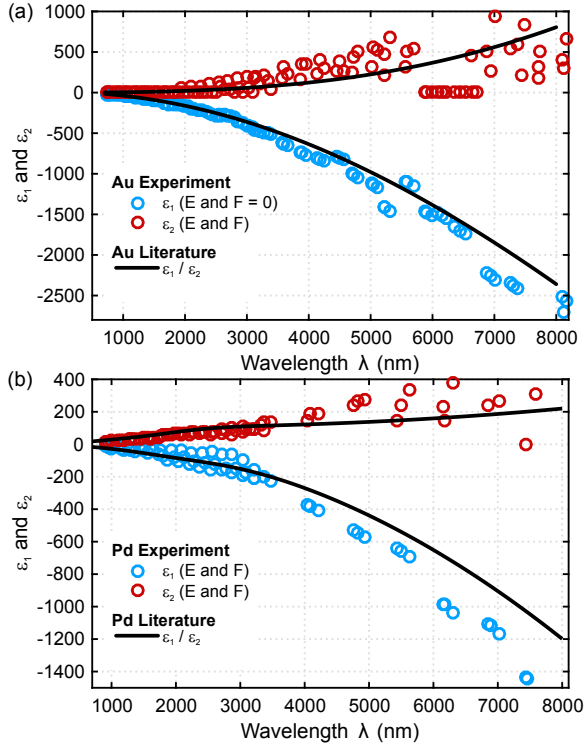 (a)
1000
500
0
-500
-1000
-1500
-2000
-2500
ε1 and ε2
Au Experiment
ε1 (E and F = 0)
ε2 (E and F)
Au Literature
ε1 / ε2
1000 2000 3000 4000 5000 6000 7000 8000
Wavelength λ (nm)
(b)
400
200
0
-200
-400
-600
-800
-1000
-1200
-1400
ε1 and ε2
Pd Experiment
ε1 (E and F)
ε2 (E and F)
Pd Literature
ε1 / ε2
1000 2000 3000 4000 5000 6000 7000 8000
Wavelength λ (nm)